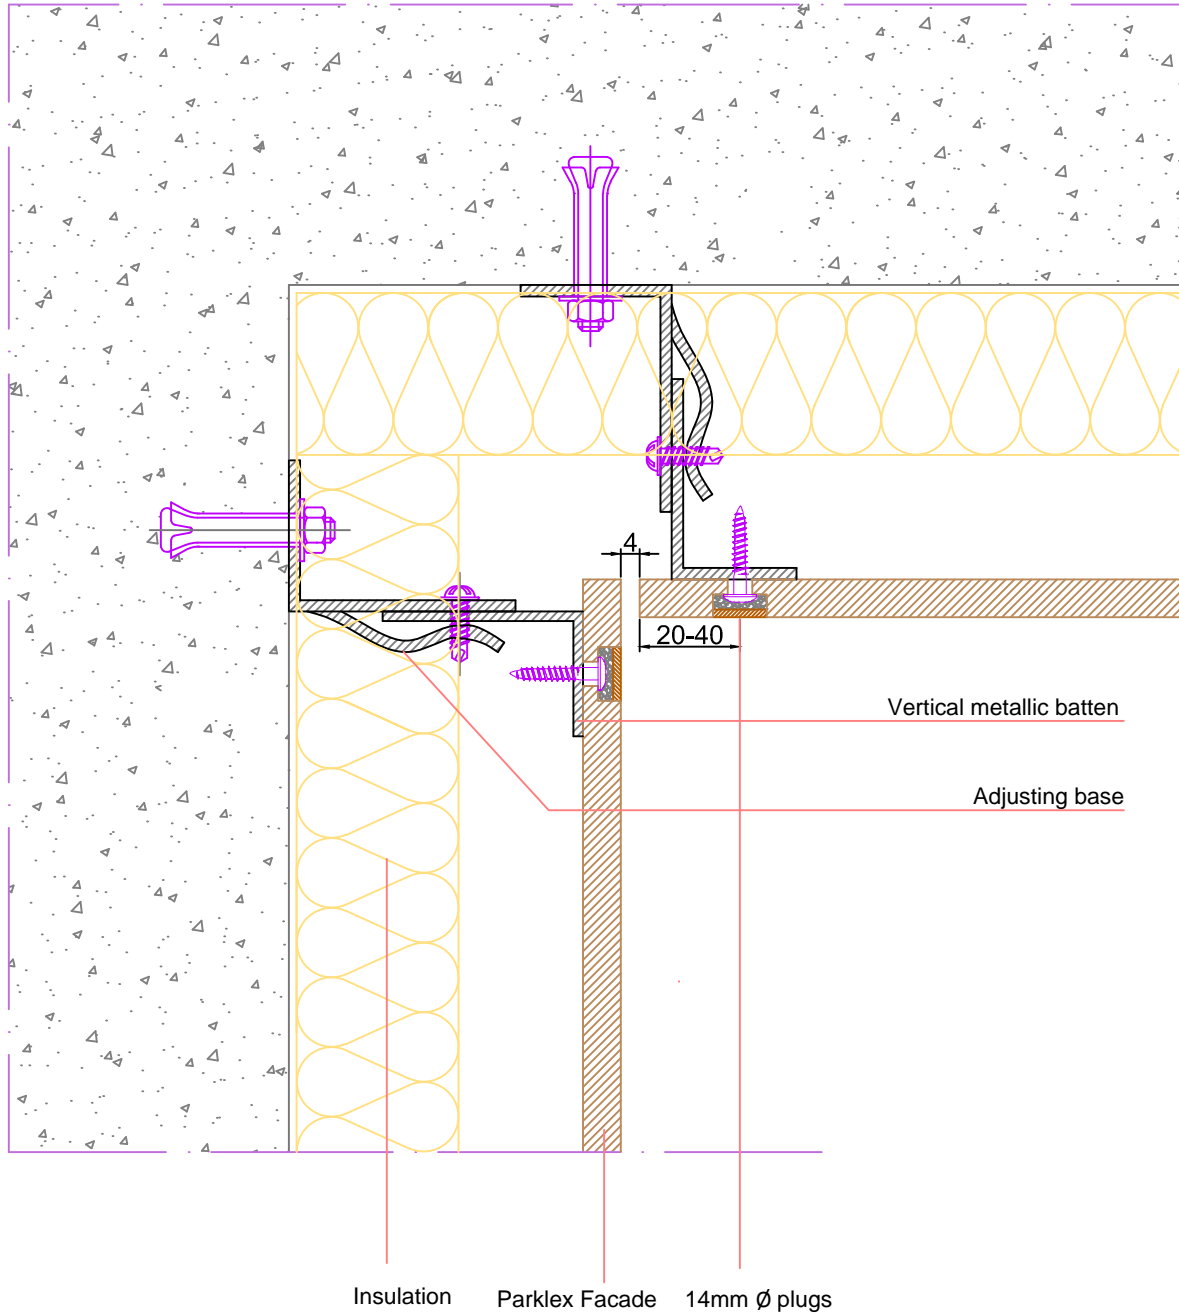 4
20-40
Vertical metallic batten
Adjusting base
Insulation
Parklex Facade
14mm Ø plugs